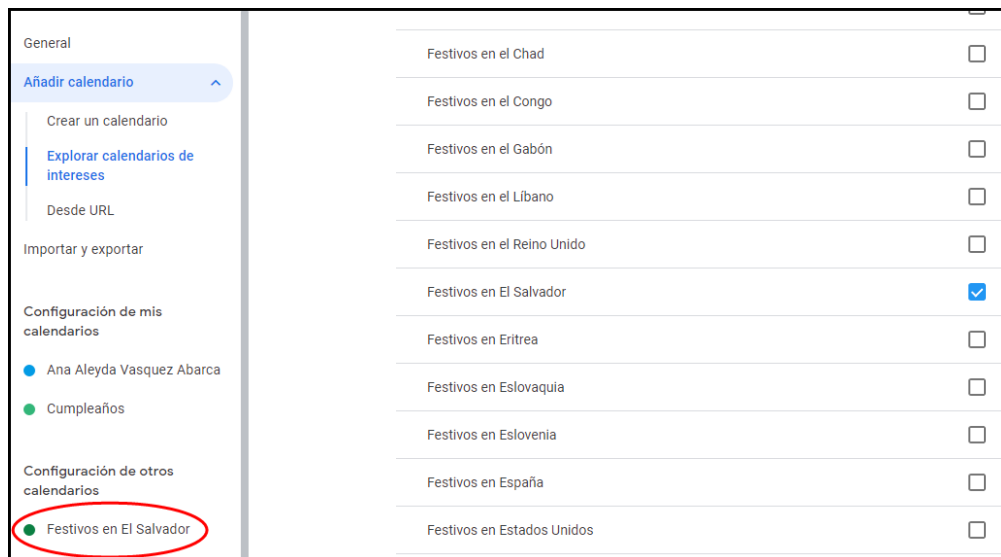 General
Añadir calendario
Crear un calendario
Explorar calendarios de
intereses
Desde URL
Importar y exportar
Configuración de mis
calendarios
Ana Aleyda Vasquez Abarca
Cumpleaños
Configuración de otros
calendarios
Festivos en El Salvador
Festivos en el Chad
Festivos en el Congo
Festivos en el Gabón
Festivos en el Líbano
Festivos en el Reino Unido
Festivos en El Salvador
Festivos en Eritrea
Festivos en Eslovaquia
Festivos en Eslovenia
Festivos en España
Festivos en Estados Unidos